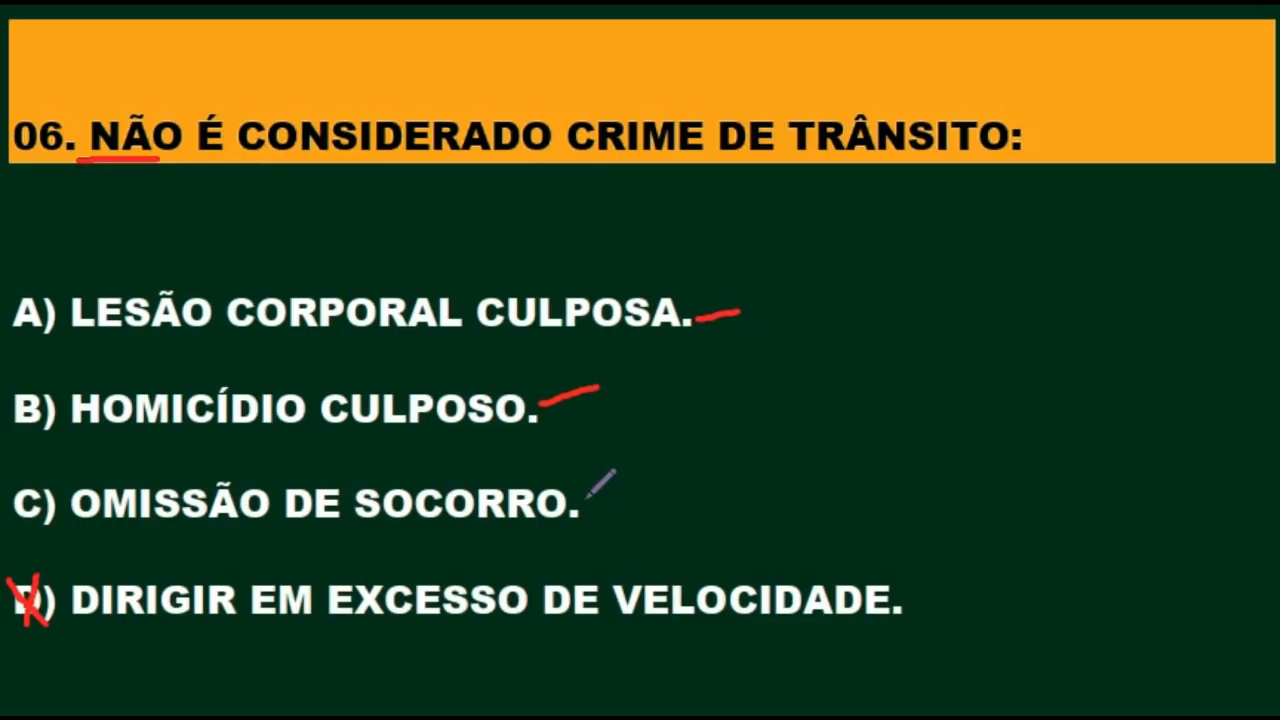 06. NÃO É CONSIDERADO CRIME DE TRÂNSITO:
A) LESÃO CORPORAL CULPOSA.
B) HOMICÍDIO CULPOSO.
C) OMISSÃO DE SOCORRO.
D) DIRIGIR EM EXCESSO DE VELOCIDADE.